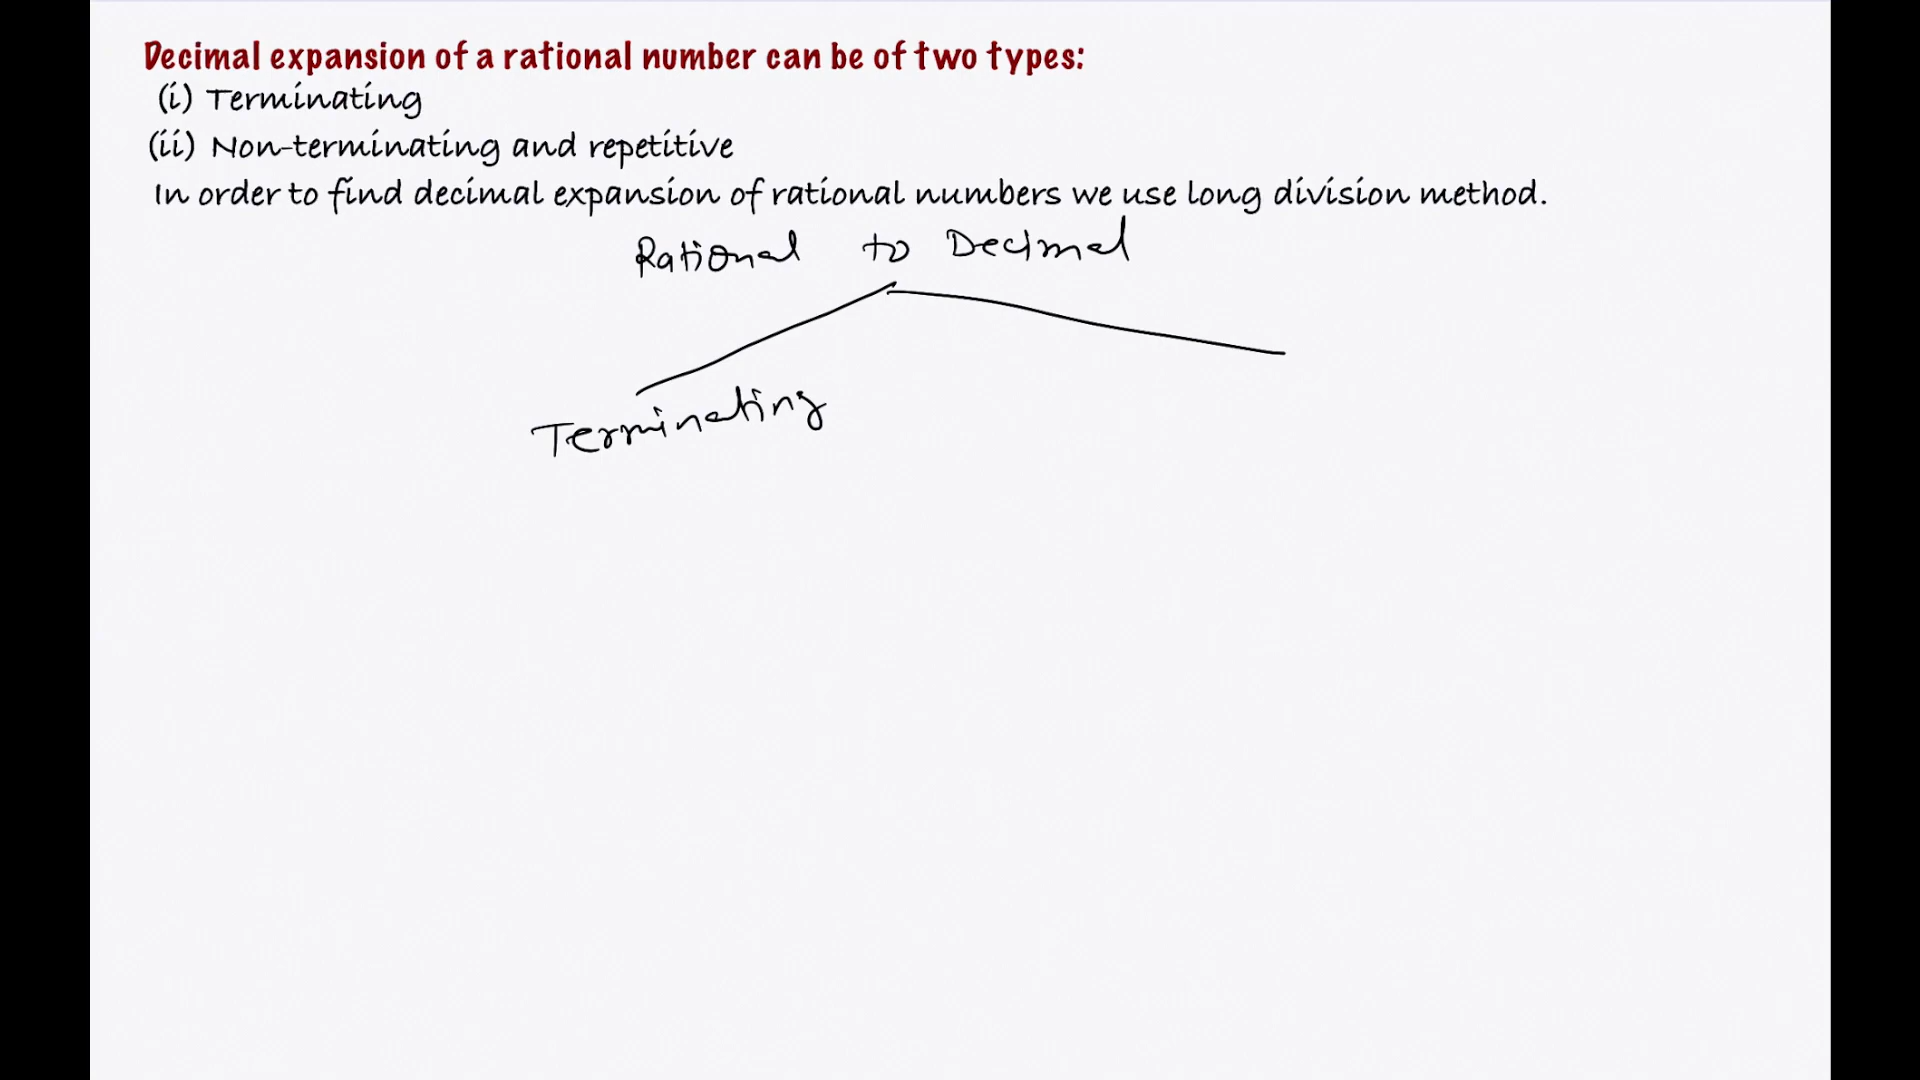 Decimal expansion of a rational number can be of two types:
(i) Terminating
(ii) Non-terminating and repetitive
In order to find decimal expansion of rational numbers we use long division method.
Rational to Decimal
Terminating